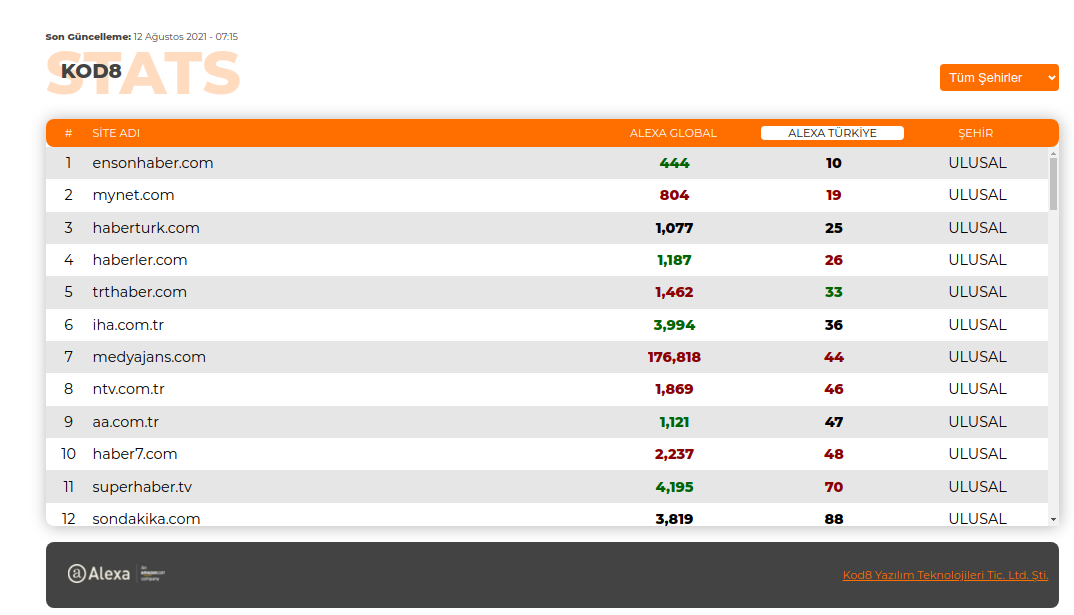 Son Güncelleme: 12 Ağustos 2021 - 07:15
STATS
KOD8
Tüm Şehirler
# SİTE ADI ALEXA GLOBAL ALEXA TÜRKİYE ŞEHİR
1 ensonhaber.com 444 10 ULUSAL
2 mynet.com 804 19 ULUSAL
3 haberturk.com 1,077 25 ULUSAL
4 haberler.com 1,187 26 ULUSAL
5 trthaber.com 1,462 33 ULUSAL
6 iha.com.tr 3,994 36 ULUSAL
7 medyajans.com 176,818 44 ULUSAL
8 ntv.com.tr 1,869 46 ULUSAL
9 aa.com.tr 1,121 47 ULUSAL
10 haber7.com 2,237 48 ULUSAL
11 superhaber.tv 4,195 70 ULUSAL
12 sondakika.com 3,819 88 ULUSAL
a Alexa An amazon.com company
Kod8 Yazılım Teknolojileri Tic. Ltd. Şti.